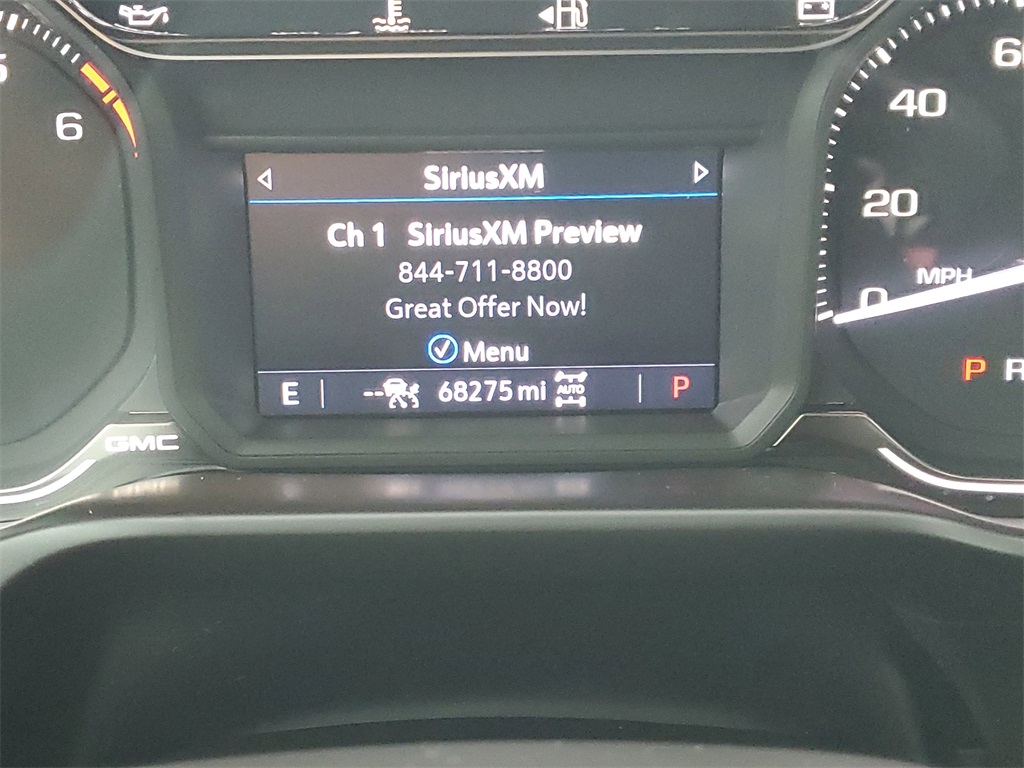 6
SiriusXM
Ch 1 SiriusXM Preview
844-711-8800
Great Offer Now!
Menu
E 68275 mi AUTO P
GMC
60
40
20
0
MPH
P R